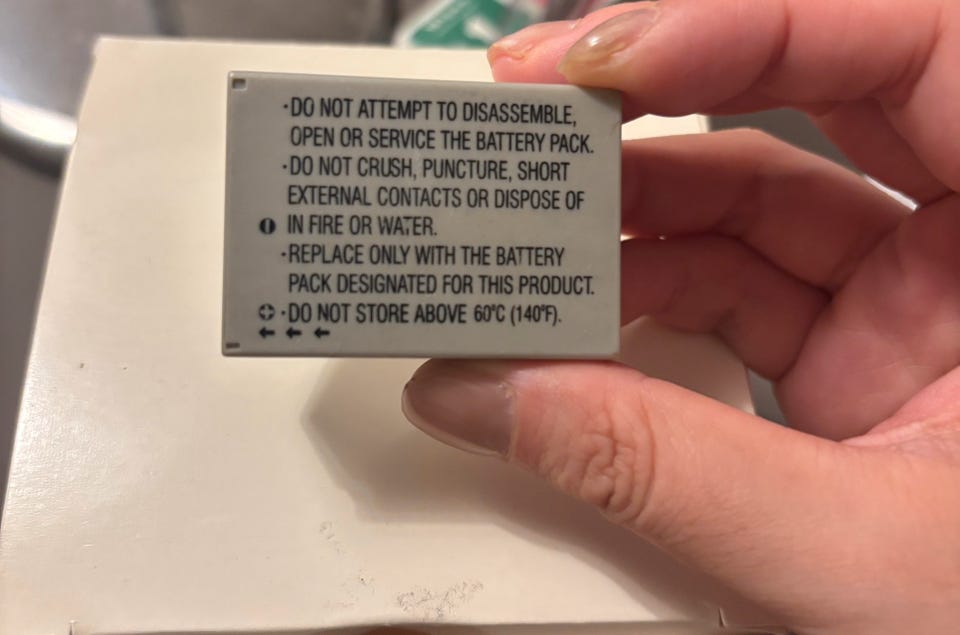 ·DO NOT ATTEMPT TO DISASSEMBLE,
OPEN OR SERVICE THE BATTERY PACK.
·DO NOT CRUSH, PUNCTURE, SHORT
EXTERNAL CONTACTS OR DISPOSE OF
IN FIRE OR WATER.
·REPLACE ONLY WITH THE BATTERY
PACK DESIGNATED FOR THIS PRODUCT.
·DO NOT STORE ABOVE 60°C (140°F).